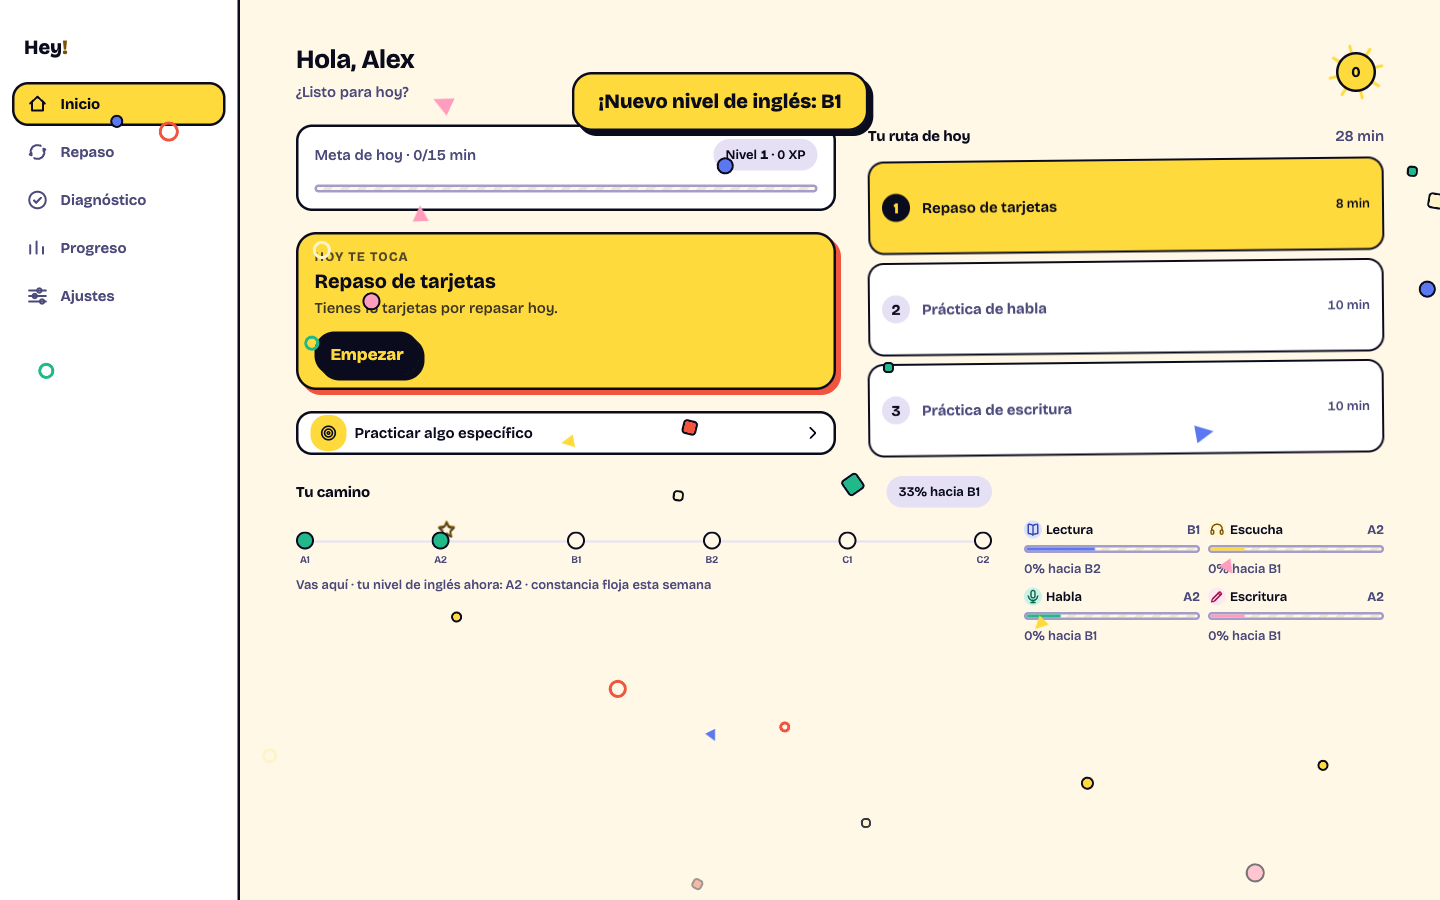 Hey!
Inicio
Repaso
Diagnóstico
Progreso
Ajustes
Hola, Alex
¿Listo para hoy?
¡Nuevo nivel de inglés: B1
0
Meta de hoy · 0/15 min
Nivel 1 · 0 XP
HOY TE TOCA
Repaso de tarjetas
Tienes tarjetas por repasar hoy.
Empezar
Practicar algo específico
Tu ruta de hoy
28 min
1 Repaso de tarjetas 8 min
2 Práctica de habla 10 min
3 Práctica de escritura 10 min
Tu camino
33% hacia B1
A1 A2 B1 B2 C1 C2
Vas aquí · tu nivel de inglés ahora: A2 · constancia floja esta semana
Lectura B1
0% hacia B2
Escucha A2
0% hacia B1
Habla A2
0% hacia B1
Escritura A2
0% hacia B1